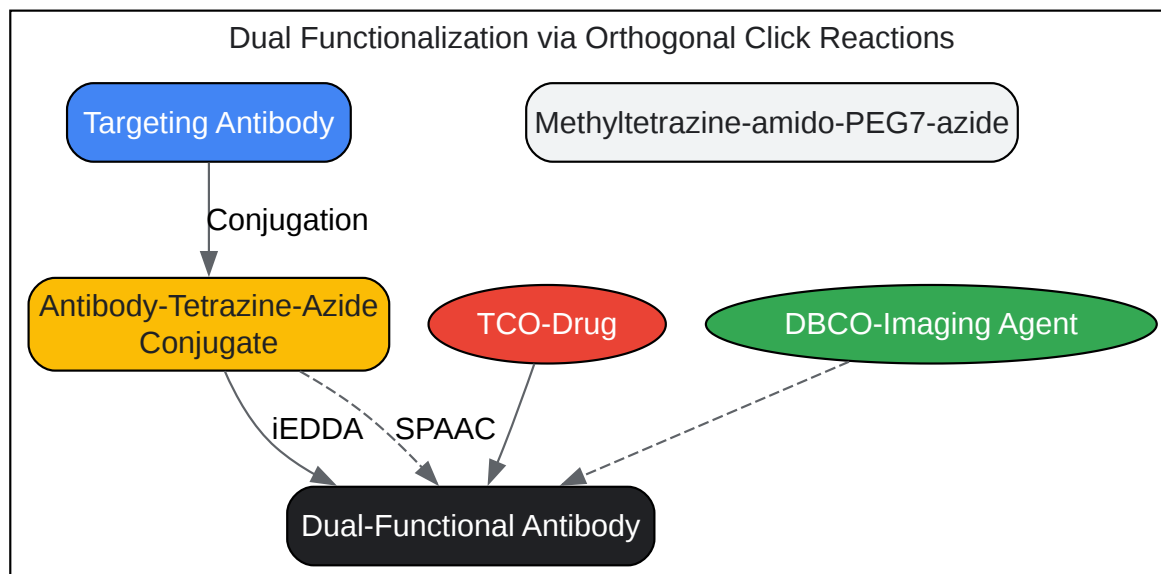 Dual Functionalization via Orthogonal Click Reactions
Targeting Antibody
Methyltetrazine-amido-PEG7-azide
Conjugation
Antibody-Tetrazine-Azide
Conjugate
TCO-Drug
DBCO-Imaging Agent
iEDDA
SPAAC
Dual-Functional Antibody